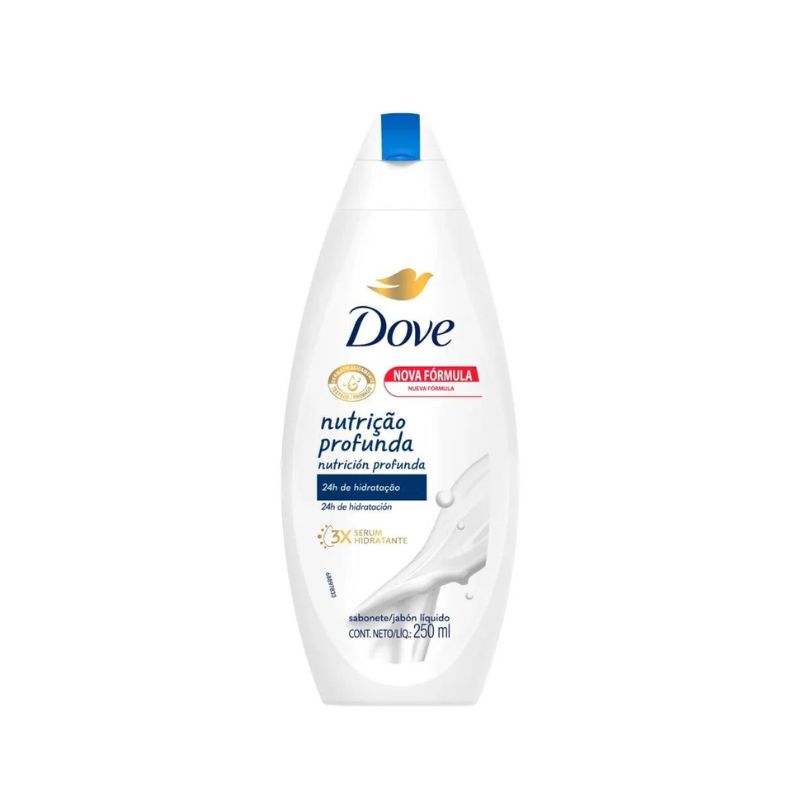 Dove
NOVA FÓRMULA
NUEVA FÓRMULA
nutrição
profunda
nutrición profunda
24h de hidratação
24h de hidratación
3X SERUM
HIDRATANTE
sabonete/jabón líquido
CONT. NETO/LÍQ.: 250 ml